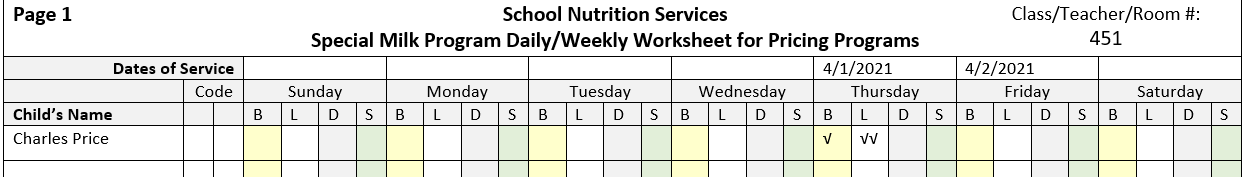 Page 1 School Nutrition Services Class/Teacher/Room #:
Special Milk Program Daily/Weekly Worksheet for Pricing Programs 451
Dates of Service 4/1/2021 4/2/2021
Code Sunday Monday Tuesday Wednesday Thursday Friday Saturday
Child's Name B L D S B L D S B L D S B L D S B L D S B L D S B L D S
Charles Price √ √√